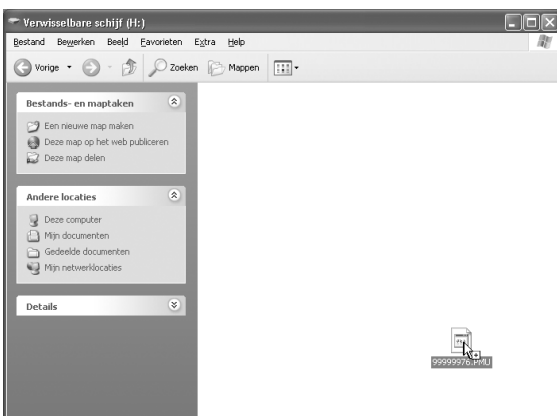 Verwisselbare schijf (H:)
Bestand Bewerken Beeld Favorieten Extra Help
Vorige Zoeken Mappen
Bestands- en maptaken
Een nieuwe map maken
Deze map op het web publiceren
Deze map delen
Andere locaties
Deze computer
Mijn documenten
Gedeelde documenten
Mijn netwerklocaties
Details
99999976.PMU